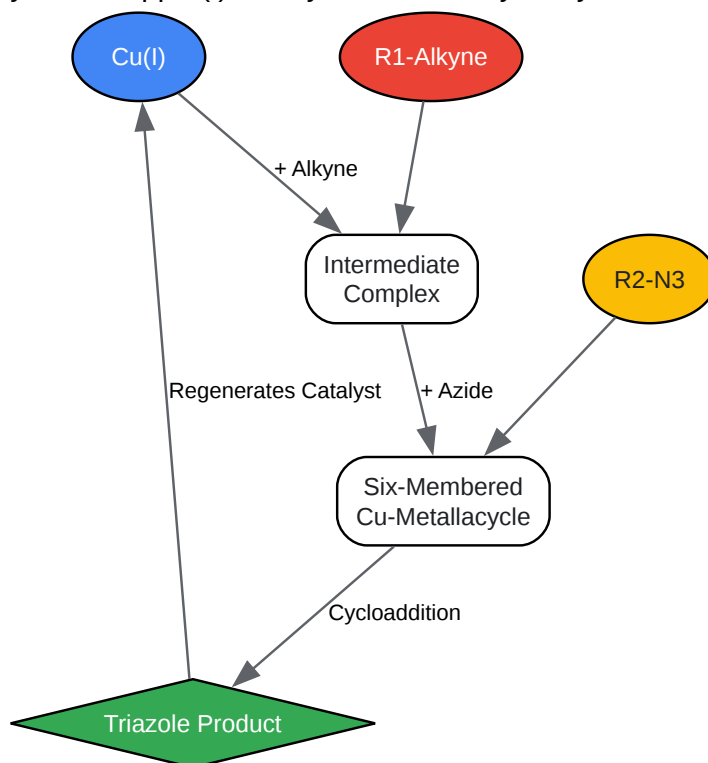 Cu(I)
R1-Alkyne
+ Alkyne
Intermediate
Complex
R2-N3
Regenerates Catalyst
+ Azide
Six-Membered
Cu-Metallacycle
Cycloaddition
Triazole Product